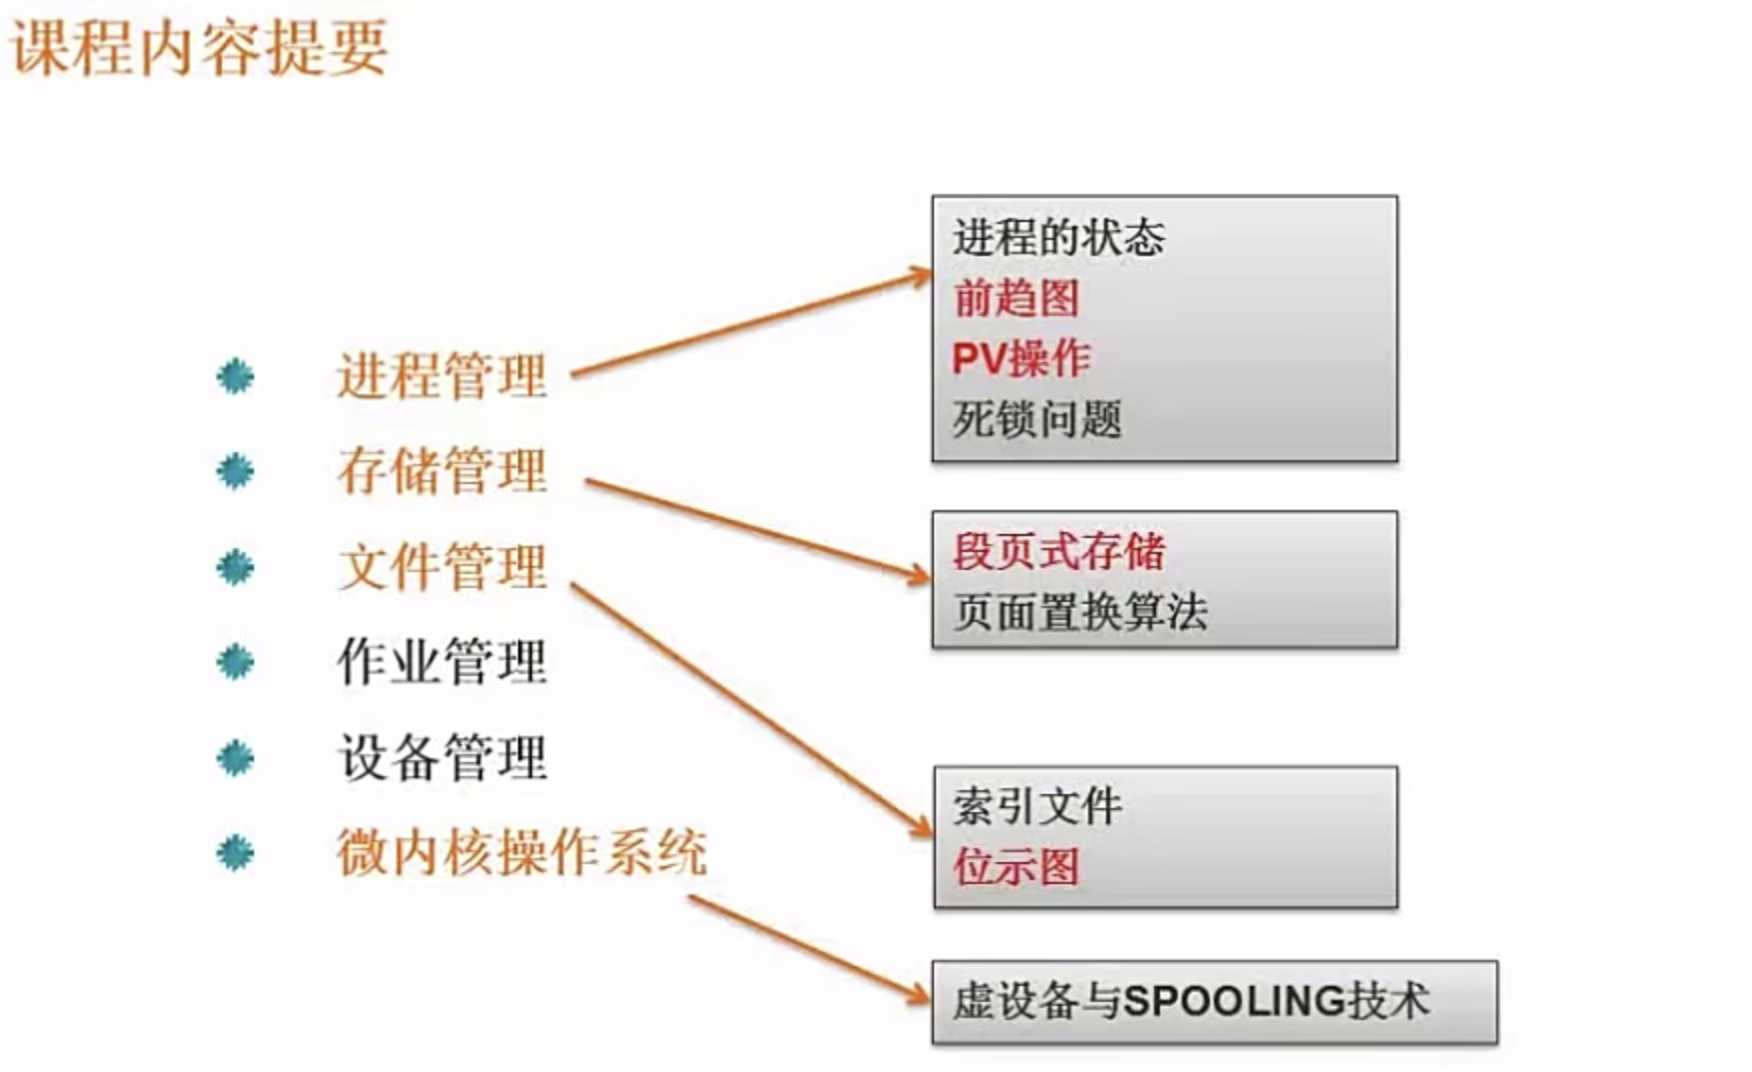 课程内容提要
进程管理
存储管理
文件管理
作业管理
设备管理
微内核操作系统
进程的状态
前趋图
PV操作
死锁问题
段页式存储
页面置换算法
索引文件
位示图
虚设备与SPOOLING技术